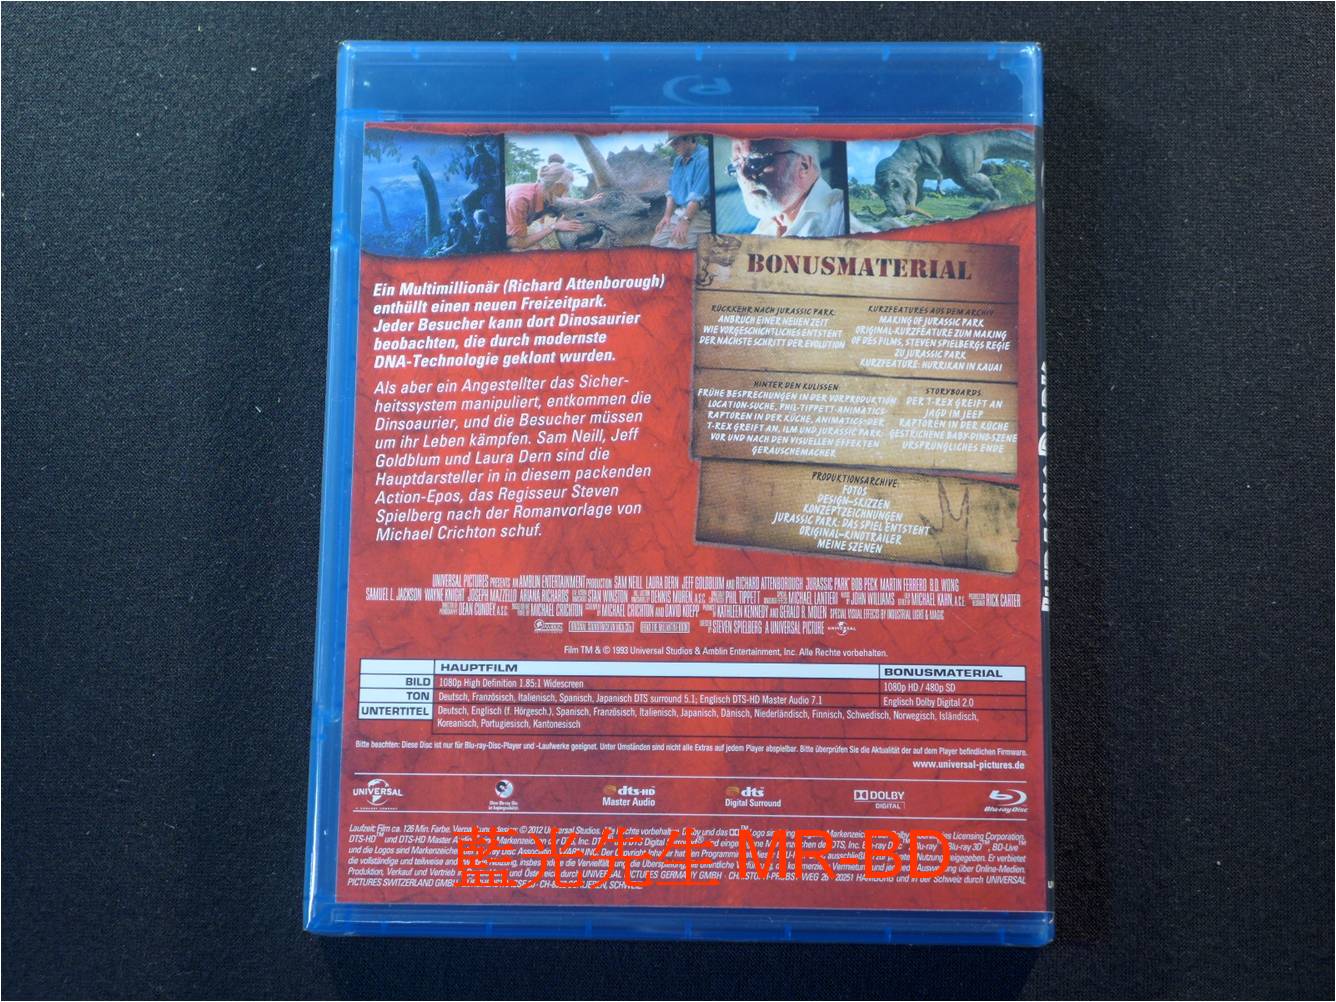 Ein Multimillionär (Richard Attenborough)
enthüllt einen neuen Freizeitpark.
Jeder Besucher kann dort Dinosaurier
beobachten, die durch modernste
DNA-Technologie geklont wurden.
Als aber ein Angestellter das Sicher-
heitssystem manipuliert, entkommen die
Dinsoaurier, und die Besucher müssen
um ihr Leben kämpfen. Sam Neill, Jeff
Goldblum und Laura Dern sind die
Hauptdarsteller in in diesem packenden
Action-Epos, das Regisseur Steven
Spielberg nach der Romanvorlage von
Michael Crichton schuf.
BONUSMATERIAL
RÜCKKEHR NACH JURASSIC PARK:
ANBRUCH EINER NEUEN ZEIT
WIE VORGESCHICHTLICHES ENTSTEHT
DER NÄCHSTE SCHRITT DER EVOLUTION
KURZFEATURES AUS DEM ARCHIV
MAKING OF JURASSIC PARK
ORIGINAL-KURZFEATURE ZUM MAKING
OF DES FILMS, STEVEN SPIELBERGS REGIE
ZU JURASSIC PARK
KURZFEATURE: HURRIKAN IN KAUAI
HINTER DEN KULISSEN
FRÜHE BESPRECHUNGEN IN DER VORPRODUKTION
LOCATION-SUCHE, PHIL-TIPPETT-ANIMATICS:
RAPTOREN IN DER KÜCHE, ANIMATICS: DER
T-REX GREIFT AN, ILM UND JURASSIC PARK:
VOR UND NACH DEN VISUELLEN EFFEKTEN
GERÄUSCHEMACHER
STORYBOARDS
DER T-REX GREIFT AN
JAGD IM JEEP
RAPTOREN IN DER KÜCHE
GESTRICHENE BABY-DINO-SZENE
URSPRÜNGLICHES ENDE
PRODUKTIONSARCHIVE:
FOTOS
DESIGN-SKIZZEN
KONZEPTZEICHNUNGEN
JURASSIC PARK: DAS SPIEL ENTSTEHT
ORIGINAL-KINOTRAILER
MEINE SZENEN
UNIVERSAL PICTURES PRESENTS AN AMBLIN ENTERTAINMENT PRODUCTION SAM NEILL LAURA DERN JEFF GOLDBLUM AND RICHARD ATTENBOROUGH JURASSIC PARK BOB PECK MARTIN FERRERO B.D. WONG
SAMUEL L. JACKSON WAYNE KNIGHT JOSEPH MAZZELLO ARIANA RICHARDS STAN WINSTON DENNIS MUREN, A.S.C. PHIL TIPPETT MICHAEL LANTIERI JOHN WILLIAMS MICHAEL KAHN, A.C.E. RICK CARTER
DEAN CUNDEY, A.S.C. MICHAEL CRICHTON MICHAEL CRICHTON AND DAVID KOEPP KATHLEEN KENNEDY AND GERALD R. MOLEN SPECIAL VISUAL EFFECTS BY INDUSTRIAL LIGHT & MAGIC
STEVEN SPIELBERG A UNIVERSAL PICTURE
Film TM & © 1993 Universal Studios & Amblin Entertainment, Inc. Alle Rechte vorbehalten.
HAUPTFILM BONUSMATERIAL
BILD 1080p High Definition 1.85:1 Widescreen 1080p HD / 480p SD
TON Deutsch, Französisch, Italienisch, Spanisch, Japanisch DTS surround 5.1; Englisch DTS-HD Master Audio 7.1 Englisch Dolby Digital 2.0
UNTERTITEL Deutsch, Englisch (f. Hörgesch.), Spanisch, Französisch, Italienisch, Japanisch, Dänisch, Niederländisch, Finnisch, Schwedisch, Norwegisch, Isländisch,
Koreanisch, Portugiesisch, Kantonesisch
Bitte beachten: Diese Disc ist nur für Blu-ray-Disc-Player und -Laufwerke geeignet. Unter Umständen sind nicht alle Extras auf jedem Player abspielbar. Bitte überprüfen Sie die Aktualität der auf dem Player befindlichen Firmware.
www.universal-pictures.de
UNIVERSAL
dts-HD
Master Audio
dts
Digital Surround
DOLBY
DIGITAL
Blu-ray Disc
Laufzeit Film ca. 126 Min. Farbe. © 2012 Universal Studios. Alle Rechte vorbehalten.
藍光先生 MR-BD